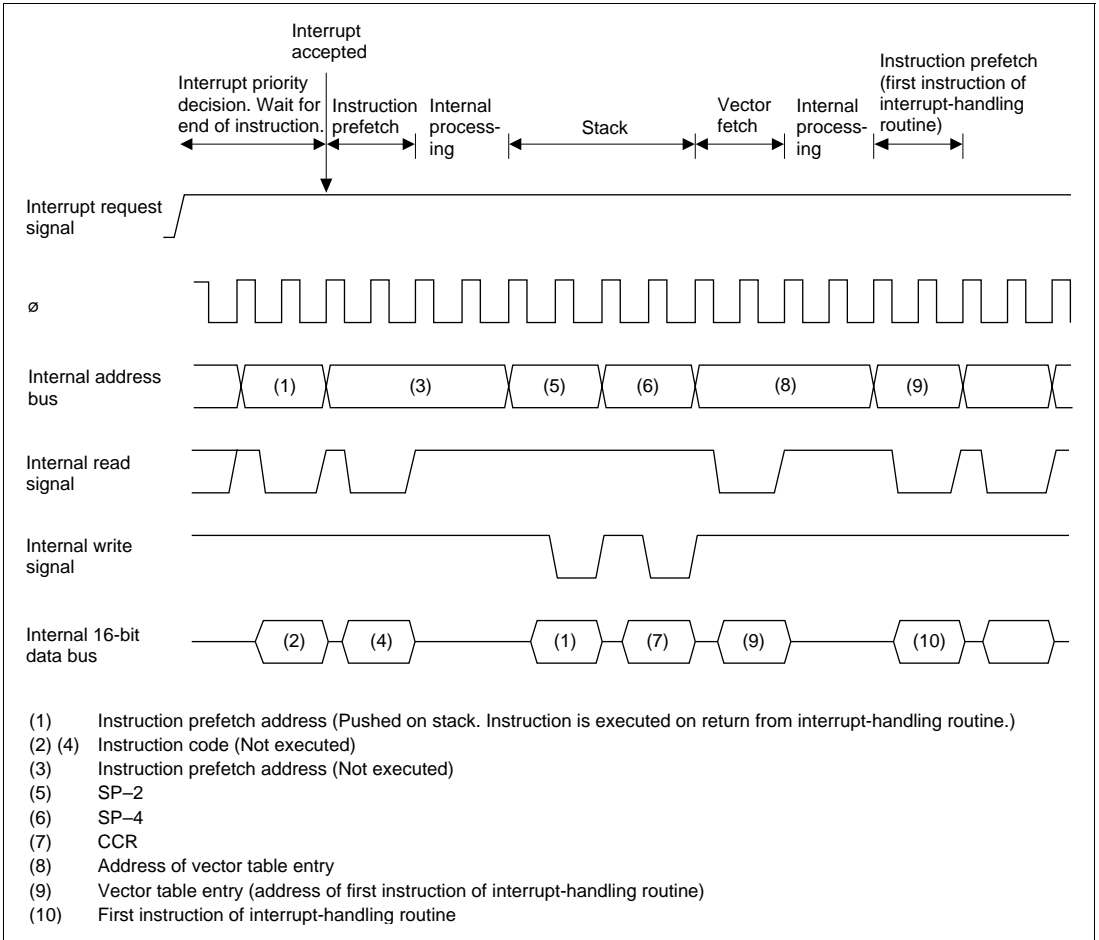 Interrupt
accepted
Interrupt priority
decision. Wait for
end of instruction.
Instruction
prefetch
Internal
process-
ing
Stack
Vector
fetch
Internal
process-
ing
Instruction prefetch
(first instruction of
interrupt-handling
routine)
Interrupt request
signal
ø
Internal address
bus
(1) (3) (5) (6) (8) (9)
Internal read
signal
Internal write
signal
Internal 16-bit
data bus
(2) (4) (1) (7) (9) (10)
(1) Instruction prefetch address (Pushed on stack. Instruction is executed on return from interrupt-handling routine.)
(2) (4) Instruction code (Not executed)
(3) Instruction prefetch address (Not executed)
(5) SP–2
(6) SP–4
(7) CCR
(8) Address of vector table entry
(9) Vector table entry (address of first instruction of interrupt-handling routine)
(10) First instruction of interrupt-handling routine